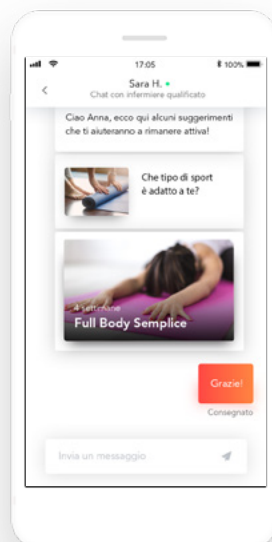 17:05
100%
Sara H.
Chat con infermiere qualificato
Ciao Anna, ecco qui alcuni suggerimenti
che ti aiuteranno a rimanere attiva!
Che tipo di sport
è adatto a te?
4 settimane
Full Body Semplice
Grazie!
Consegnato
Invia un messaggio